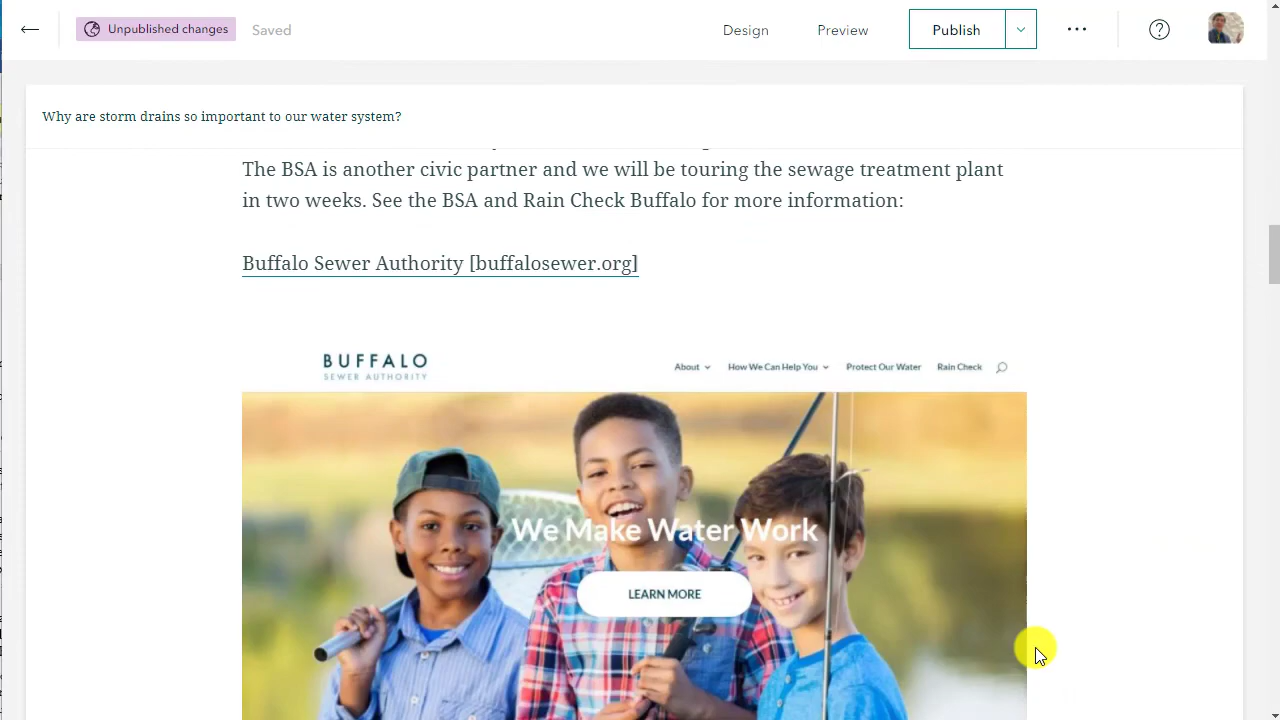 Unpublished changes Saved Design Preview Publish
Why are storm drains so important to our water system?
The BSA is another civic partner and we will be touring the sewage treatment plant
in two weeks. See the BSA and Rain Check Buffalo for more information:
Buffalo Sewer Authority [buffalosewer.org]
BUFFALO
SEWER AUTHORITY
About How We Can Help You Protect Our Water Rain Check
We Make Water Work
LEARN MORE